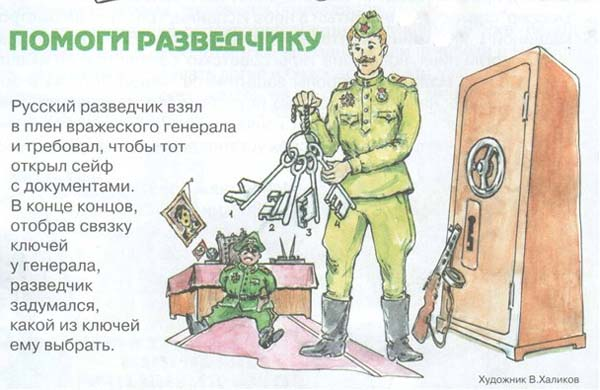 ПОМОГИ РАЗВЕДЧИКУ
Русский разведчик взял
в плен вражеского генерала
и требовал, чтобы тот
открыл сейф
с документами.
В конце концов,
отобрав связку
ключей
у генерала,
разведчик
задумался,
какой из ключей
ему выбрать.
1
2
3
4
Художник В.Халиков